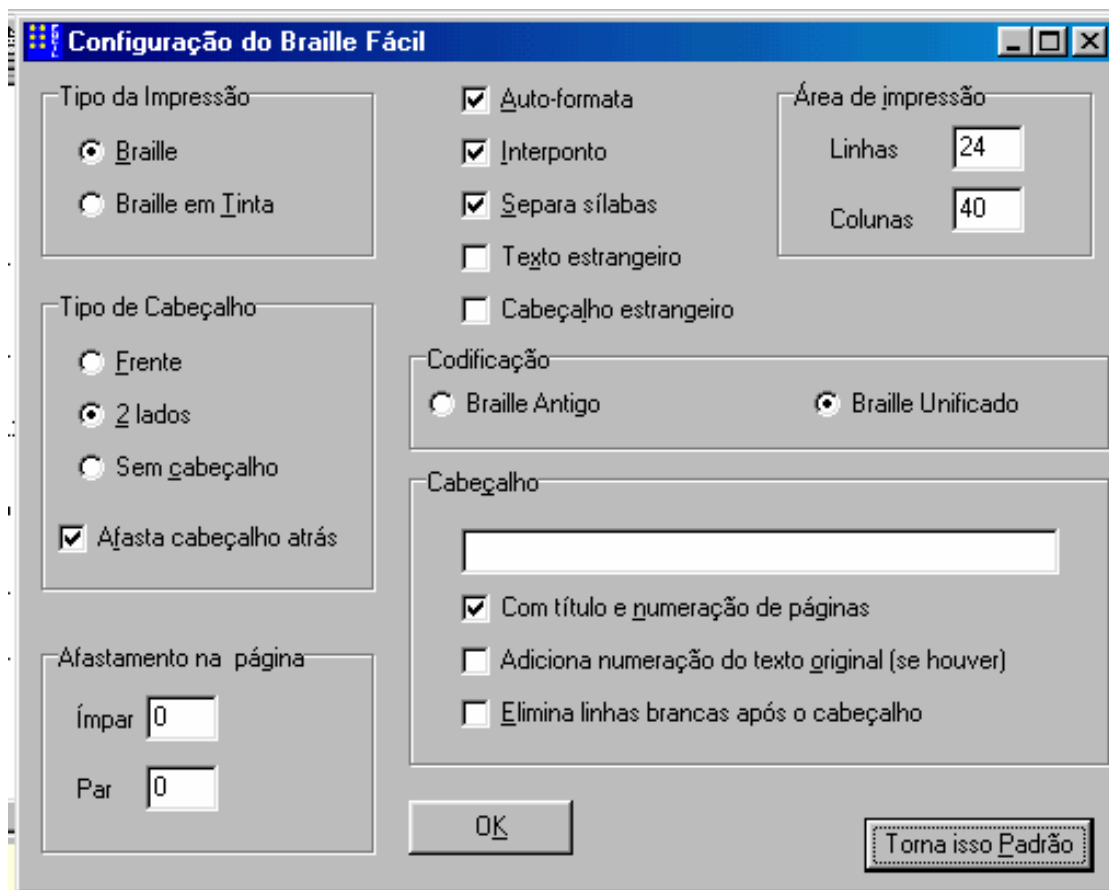 Configuração do Braille Fácil
Tipo da Impressão
Braille
Braille em Tinta
Auto-formata
Interponto
Separa sílabas
Texto estrangeiro
Cabeçalho estrangeiro
Área de impressão
Linhas 24
Colunas 40
Tipo de Cabeçalho
Frente
2 lados
Sem cabeçalho
Afasta cabeçalho atrás
Codificação
Braille Antigo Braille Unificado
Cabeçalho
Com título e numeração de páginas
Adiciona numeração do texto original (se houver)
Elimina linhas brancas após o cabeçalho
Afastamento na página
Ímpar 0
Par 0
OK
Torna isso Padrão